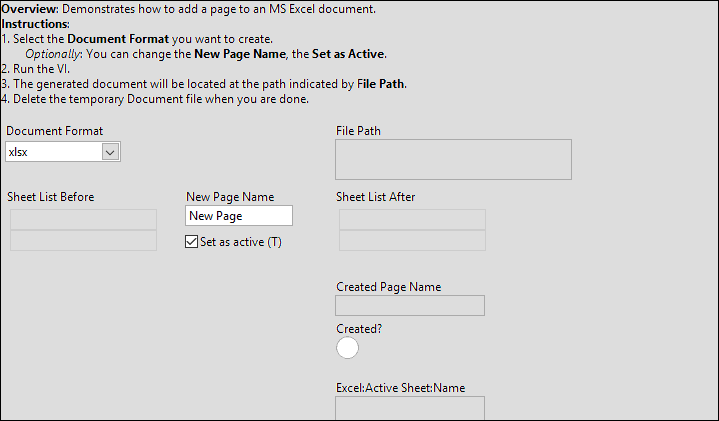 Overview: Demonstrates how to add a page to an MS Excel document.
Instructions:
1. Select the Document Format you want to create.
Optionally: You can change the New Page Name, the Set as Active.
2. Run the VI.
3. The generated document will be located at the path indicated by File Path.
4. Delete the temporary Document file when you are done.
Document Format
File Path
xlsx
Sheet List Before
New Page Name
Sheet List After
New Page
Set as active (T)
Created Page Name
Created?
Excel:Active Sheet:Name